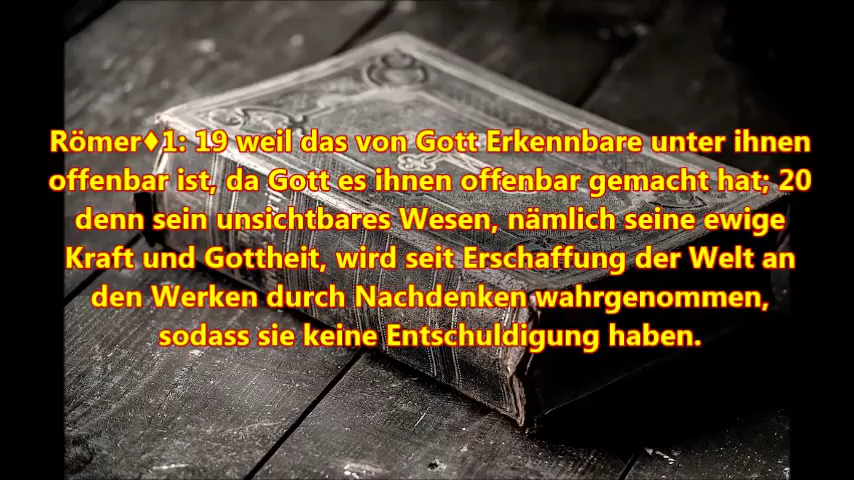 Römer♦1: 19 weil das von Gott Erkennbare unter ihnen
offenbar ist, da Gott es ihnen offenbar gemacht hat; 20
denn sein unsichtbares Wesen, nämlich seine ewige
Kraft und Gottheit, wird seit Erschaffung der Welt an
den Werken durch Nachdenken wahrgenommen,
sodass sie keine Entschuldigung haben.